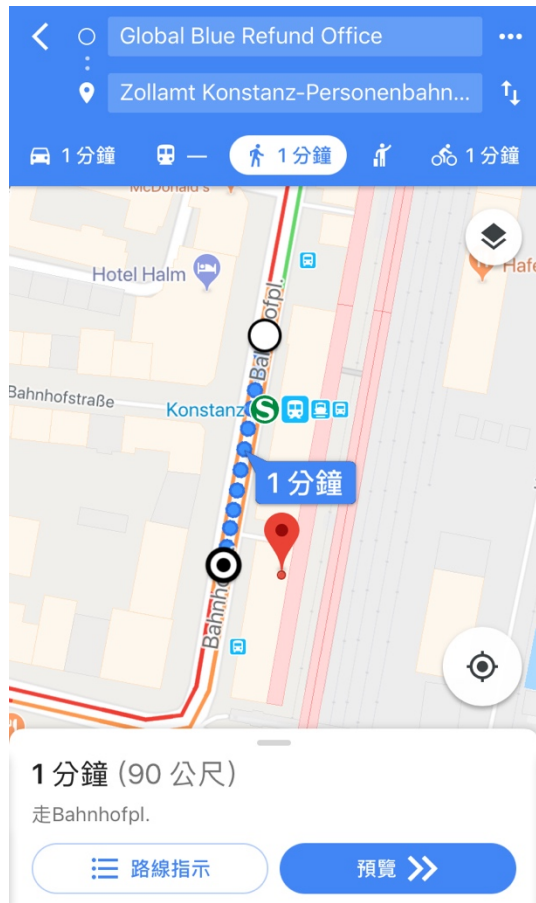 Global Blue Refund Office
Zollamt Konstanz-Personenbahn...
1 分鐘
—
1 分鐘
1 分鐘
McDonald's
Hotel Halm
Hafe
Bahnhofpl.
Bahnhofstraße
Konstanz
S
1 分鐘
1 分鐘 (90 公尺)
走Bahnhofpl.
路線指示
預覽